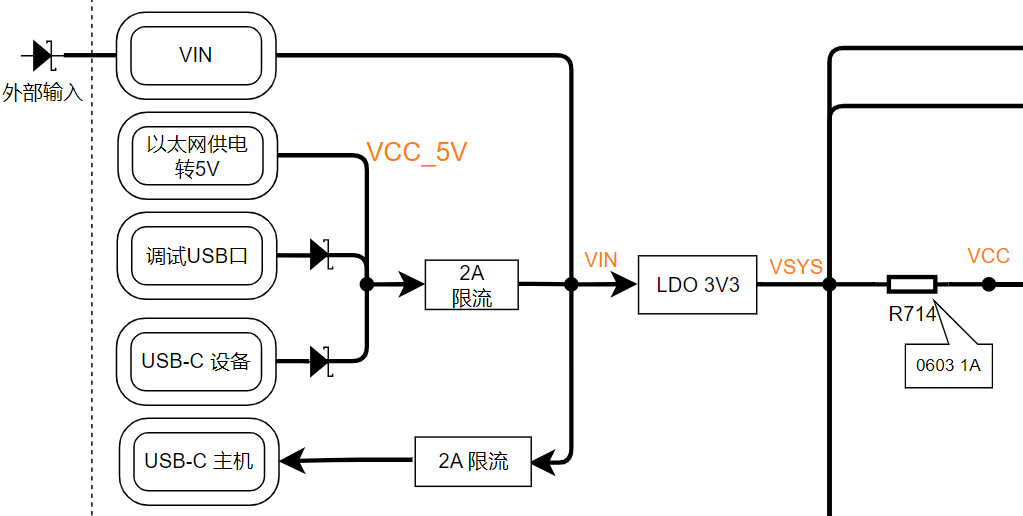 VIN
外部输入
以太网供电
转5V
VCC_5V
调试USB口
2A
限流
VIN
LDO 3V3
VSYS
VCC
R714
0603 1A
USB-C 设备
USB-C 主机
2A 限流